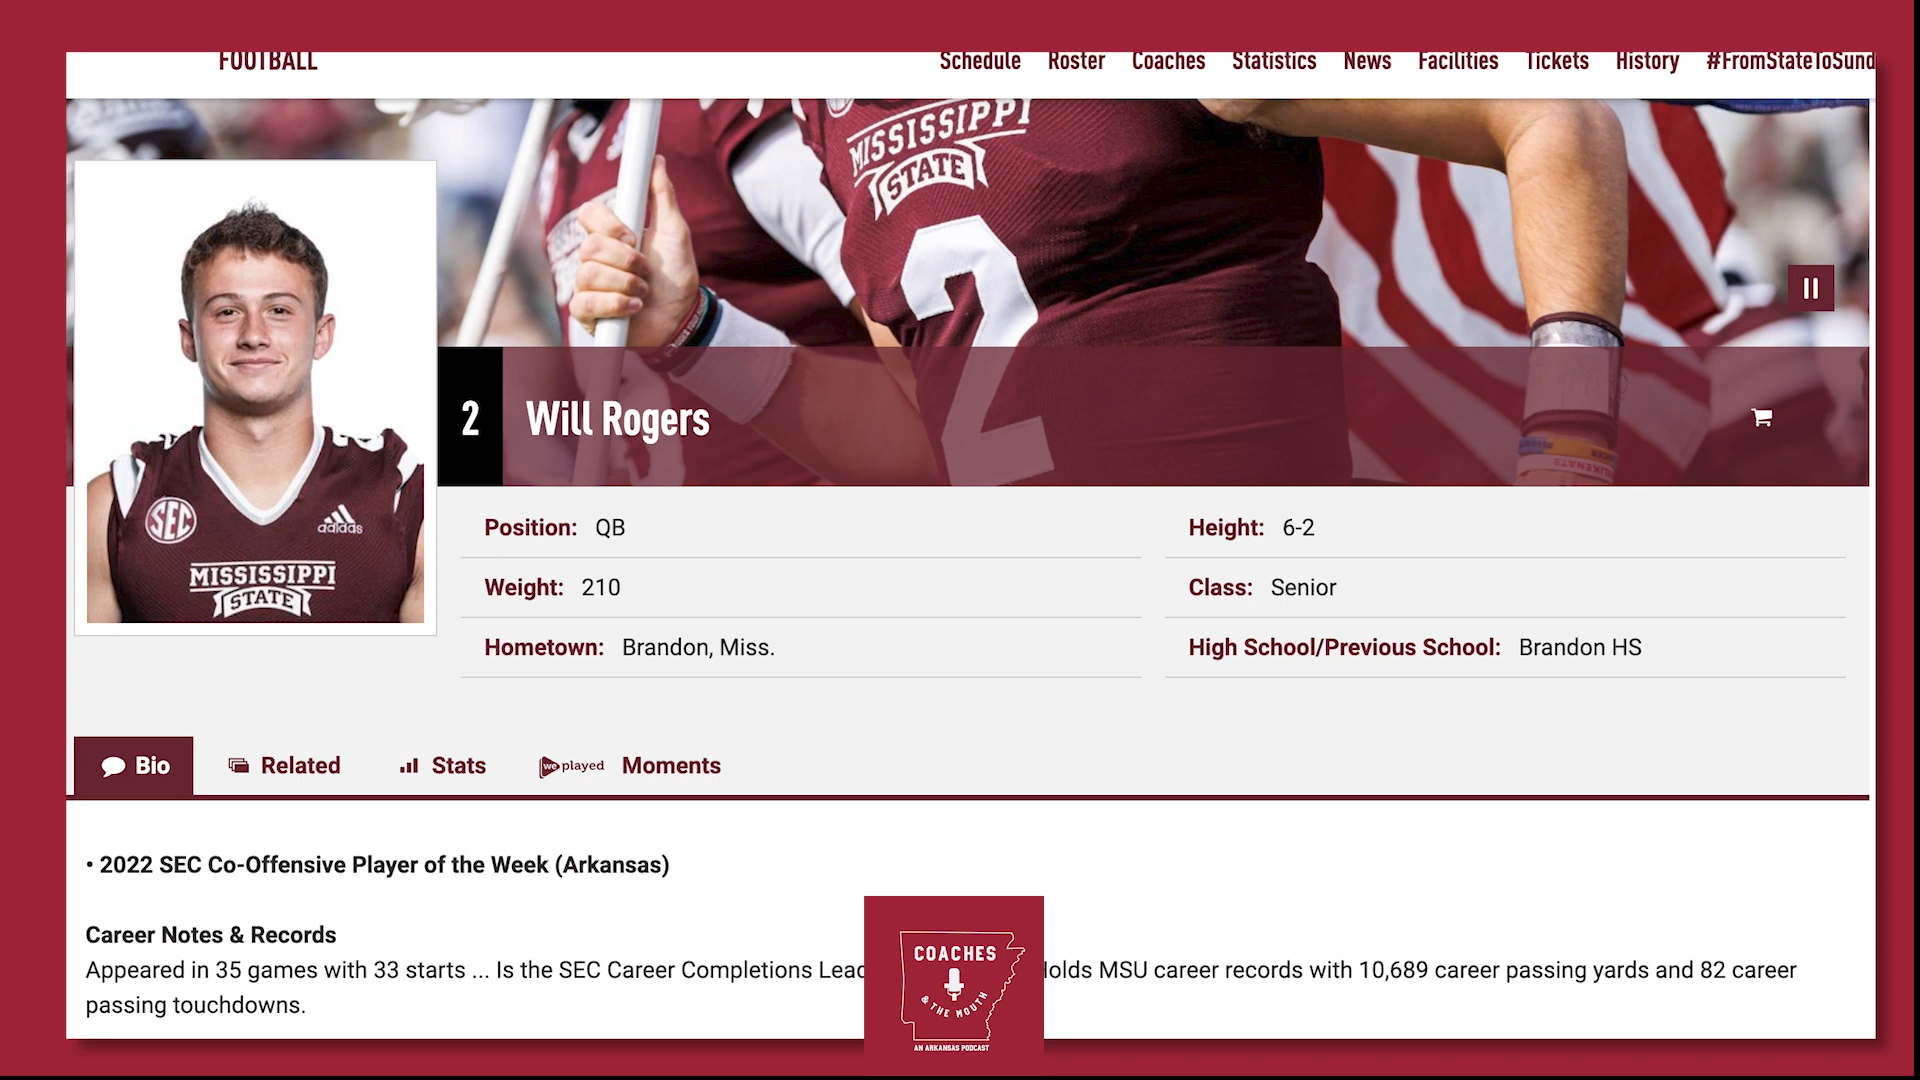 FOOTBALL
Schedule Roster Coaches Statistics News Facilities Tickets History #FromStateToSund
MISSISSIPPI
STATE
2
2 Will Rogers
SEC
adidas
MISSISSIPPI
STATE
Position: QB
Height: 6-2
Weight: 210
Class: Senior
Hometown: Brandon, Miss.
High School/Previous School: Brandon HS
Bio Related Stats we played Moments
• 2022 SEC Co-Offensive Player of the Week (Arkansas)
Career Notes & Records
Appeared in 35 games with 33 starts ... Is the SEC Career Completions Lea olds MSU career records with 10,689 career passing yards and 82 career
passing touchdowns.
COACHES
& THE MOUTH
AN ARKANSAS PODCAST